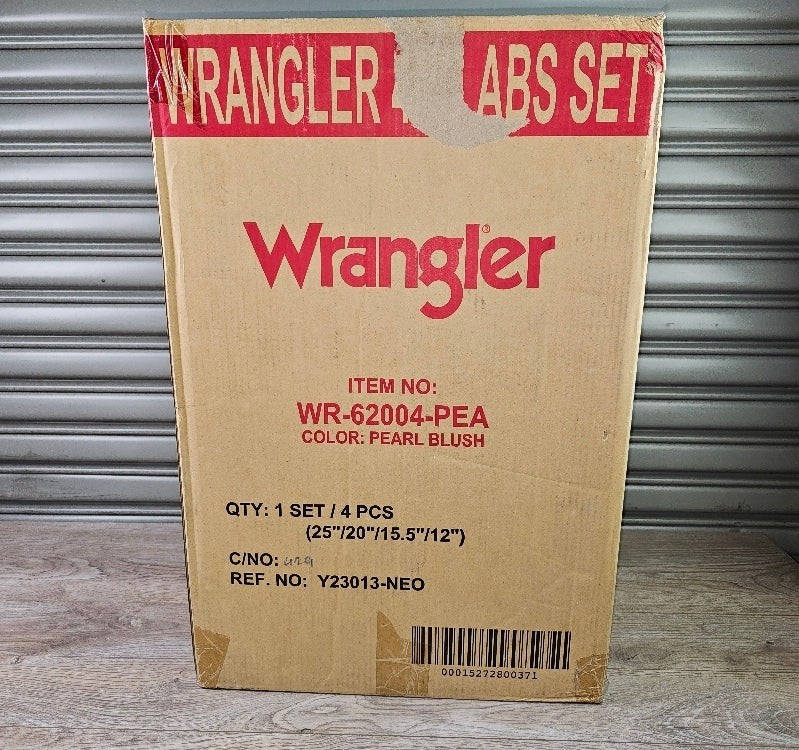 WRANGLER ABS SET
Wrangler®
ITEM NO:
WR-62004-PEA
COLOR: PEARL BLUSH
QTY: 1 SET / 4 PCS
(25"/20"/15.5"/12")
C/NO:
REF. NO: Y23013-NEO
00015272800371